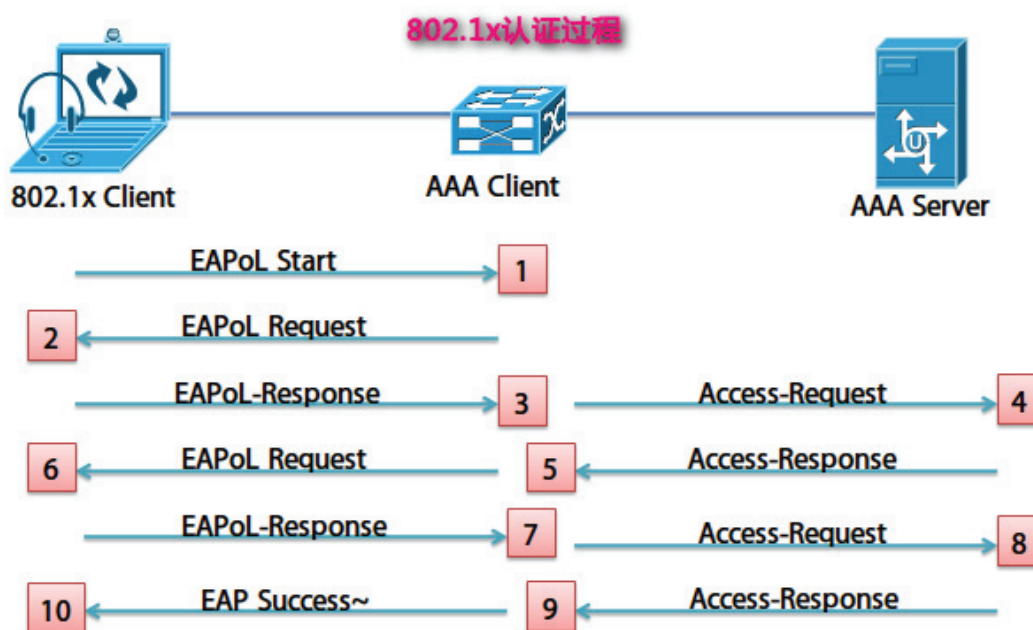 802.1x认证过程
802.1x Client
AAA Client
AAA Server
EAPoL Start
1
2
EAPoL Request
EAPoL-Response
3
Access-Request
4
6
EAPoL Request
5
Access-Response
EAPoL-Response
7
Access-Request
8
10
EAP Success~
9
Access-Response
U